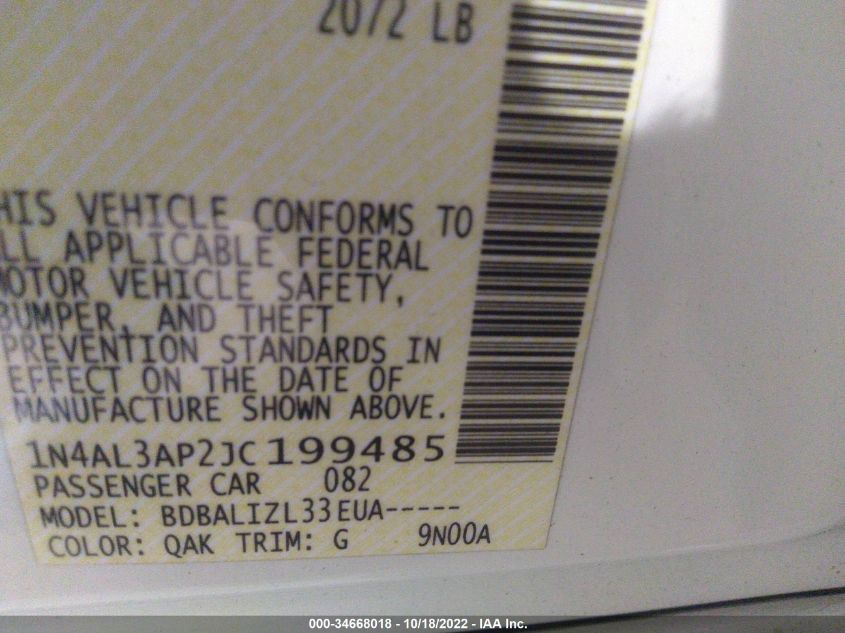 2072 LB
HIS VEHICLE CONFORMS TO
LL APPLICABLE FEDERAL
MOTOR VEHICLE SAFETY,
BUMPER, AND THEFT
PREVENTION STANDARDS IN
EFFECT ON THE DATE OF
MANUFACTURE SHOWN ABOVE.
1N4AL3AP2JC199485
PASSENGER CAR 082
MODEL: BDBALIZL33EUA-----
COLOR: QAK TRIM: G 9N00A
000-34668018 - 10/18/2022 - IAA Inc.